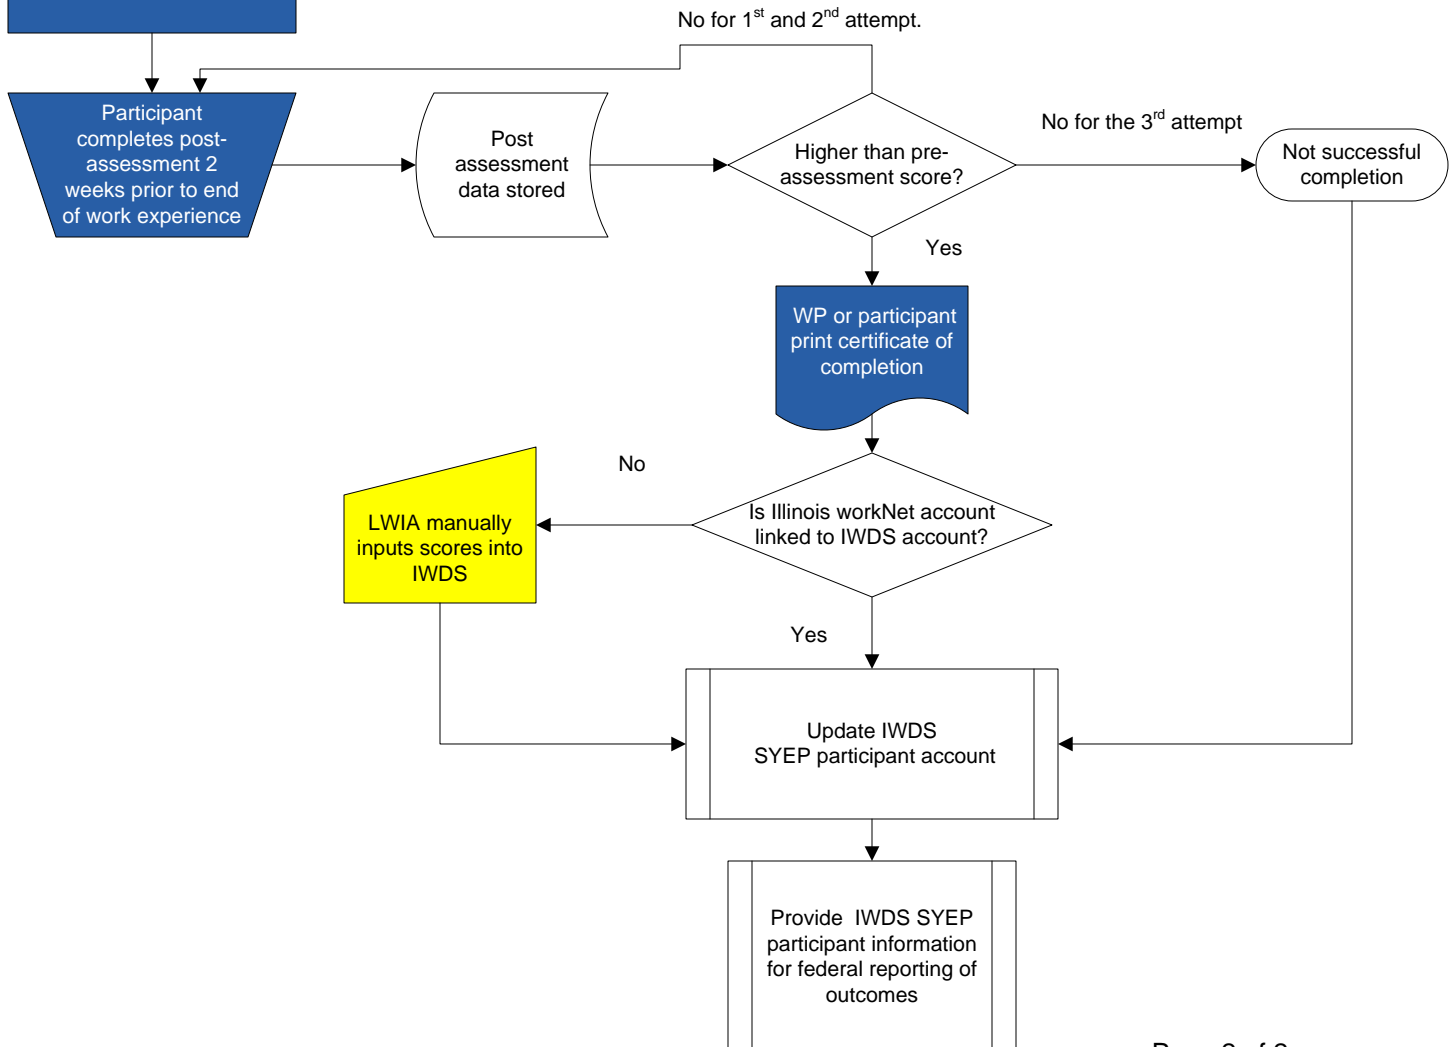 No for 1st and 2nd attempt.
Participant
completes post-
assessment 2
weeks prior to end
of work experience
Post
assessment
data stored
Higher than pre-
assessment score?
No for the 3rd attempt
Not successful
completion
Yes
WP or participant
print certificate of
completion
No
LWIA manually
inputs scores into
IWDS
Is Illinois workNet account
linked to IWDS account?
Yes
Update IWDS
SYEP participant account
Provide IWDS SYEP
participant information
for federal reporting of
outcomes